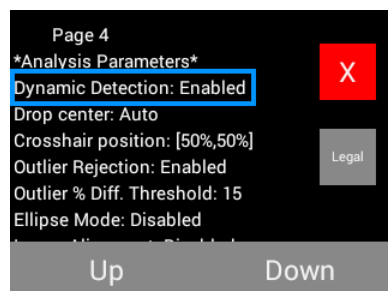 Page 4
*Analysis Parameters*
Dynamic Detection: Enabled
X
Drop center: Auto
Crosshair position: [50%,50%]
Legal
Outlier Rejection: Enabled
Outlier % Diff. Threshold: 15
Ellipse Mode: Disabled
Up
Down